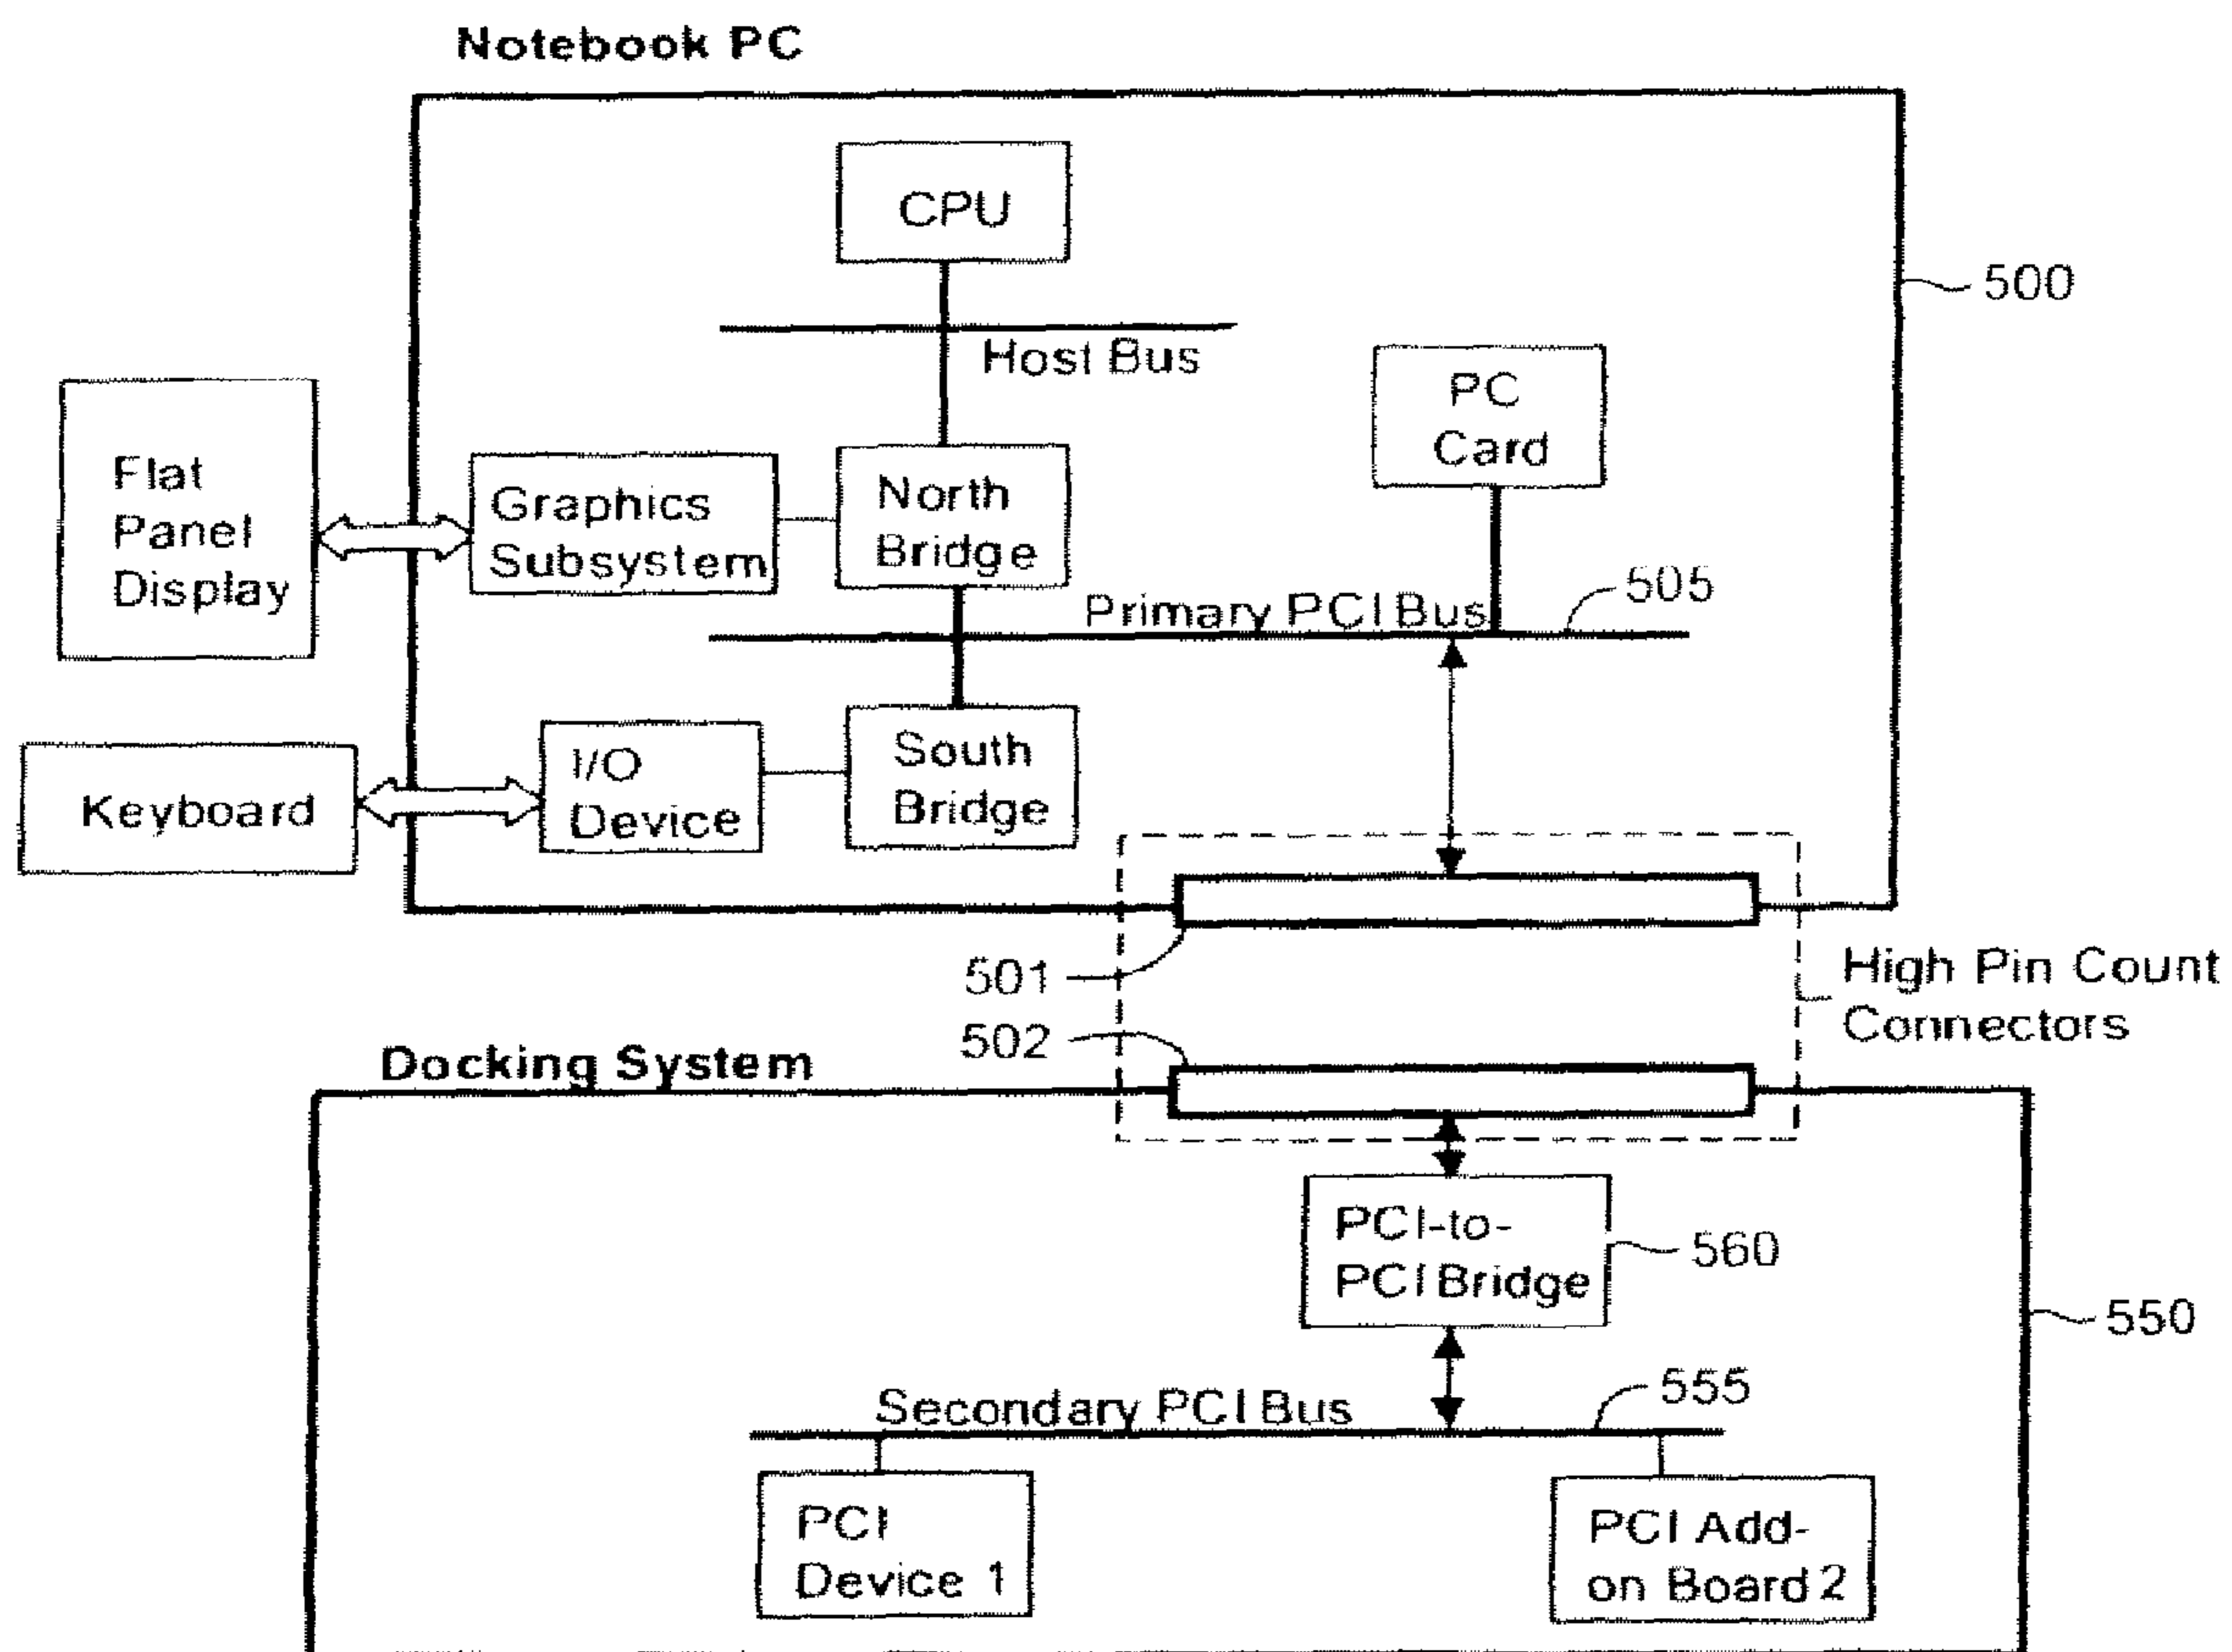 Notebook PC
CPU
500
Host Bus
PC
Card
Flat
Panel
Display
Graphics
Subsystem
North
Bridge
505
Primary PCI Bus
Keyboard
I/O
Device
South
Bridge
501
High Pin Count
Connectors
502
Docking System
PCI-to-
PCI Bridge
560
550
Secondary PCI Bus
555
PCI
Device 1
PCI Add-
on Board 2